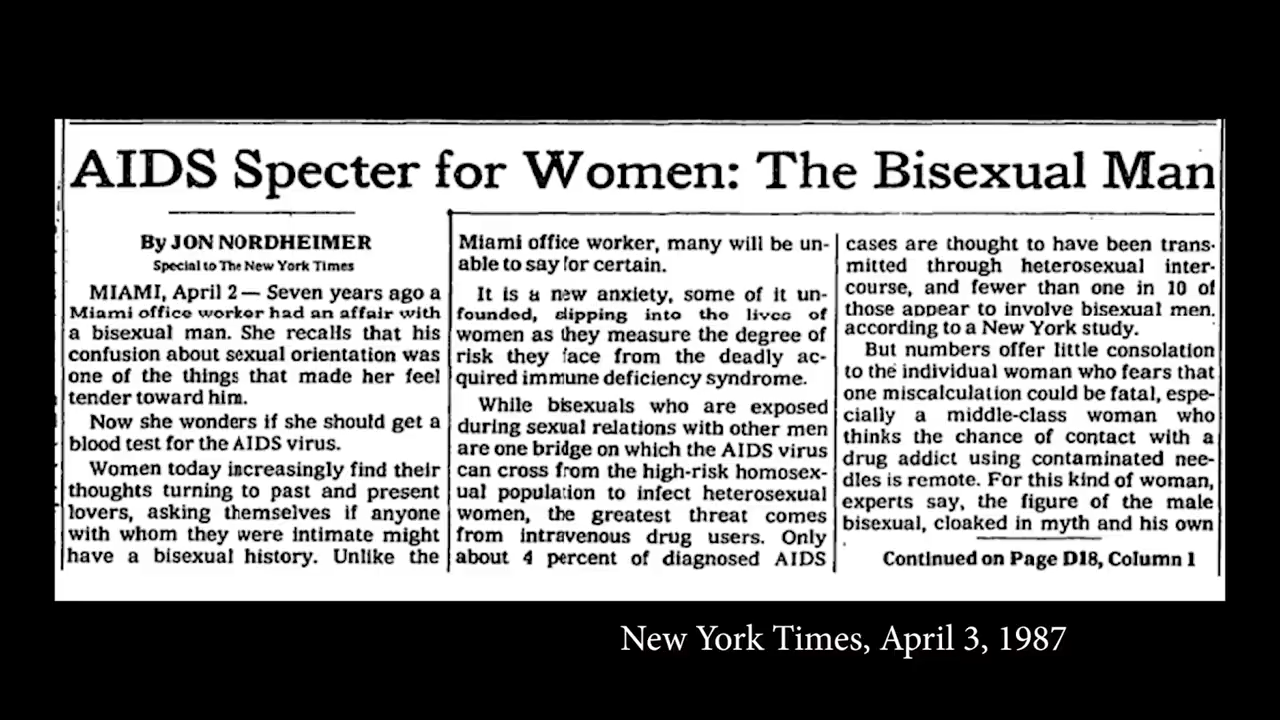 AIDS Specter for Women: The Bisexual Man
By JON NORDHEIMER
Special to The New York Times
MIAMI, April 2 — Seven years ago a
Miami office worker had an affair with
a bisexual man. She recalls that his
confusion about sexual orientation was
one of the things that made her feel
tender toward him.
Now she wonders if she should get a
blood test for the AIDS virus.
Women today increasingly find their
thoughts turning to past and present
lovers, asking themselves if anyone
with whom they were intimate might
have a bisexual history. Unlike the
Miami office worker, many will be un-
able to say for certain.
It is a new anxiety, some of it un-
founded, slipping into the lives of
women as they measure the degree of
risk they face from the deadly ac-
quired immune deficiency syndrome.
While bisexuals who are exposed
during sexual relations with other men
are one bridge on which the AIDS virus
can cross from the high-risk homosex-
ual population to infect heterosexual
women, the greatest threat comes
from intravenous drug users. Only
about 4 percent of diagnosed AIDS
cases are thought to have been trans-
mitted through heterosexual inter-
course, and fewer than one in 10 of
those appear to involve bisexual men,
according to a New York study.
But numbers offer little consolation
to the individual woman who fears that
one miscalculation could be fatal, espe-
cially a middle-class woman who
thinks the chance of contact with a
drug addict using contaminated nee-
dles is remote. For this kind of woman,
experts say, the figure of the male
bisexual, cloaked in myth and his own
Continued on Page D18, Column 1
New York Times, April 3, 1987